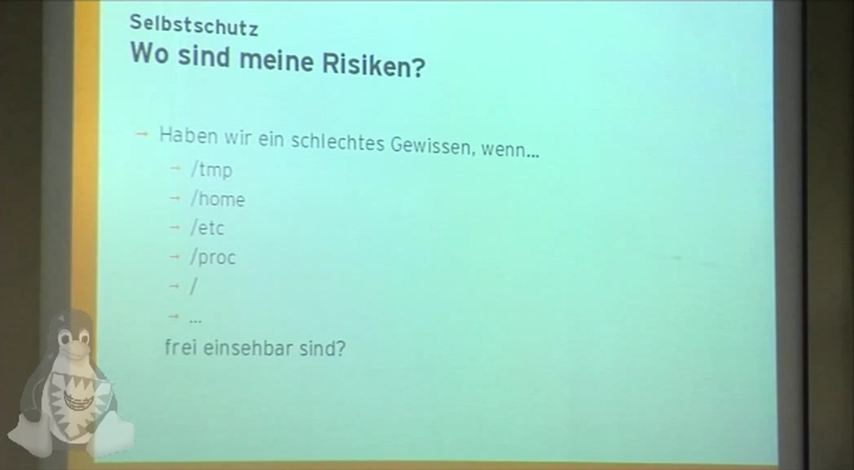 Selbstschutz
Wo sind meine Risiken?
→ Haben wir ein schlechtes Gewissen, wenn...
→ /tmp
→ /home
→ /etc
→ /proc
→ /
→ ...
frei einsehbar sind?